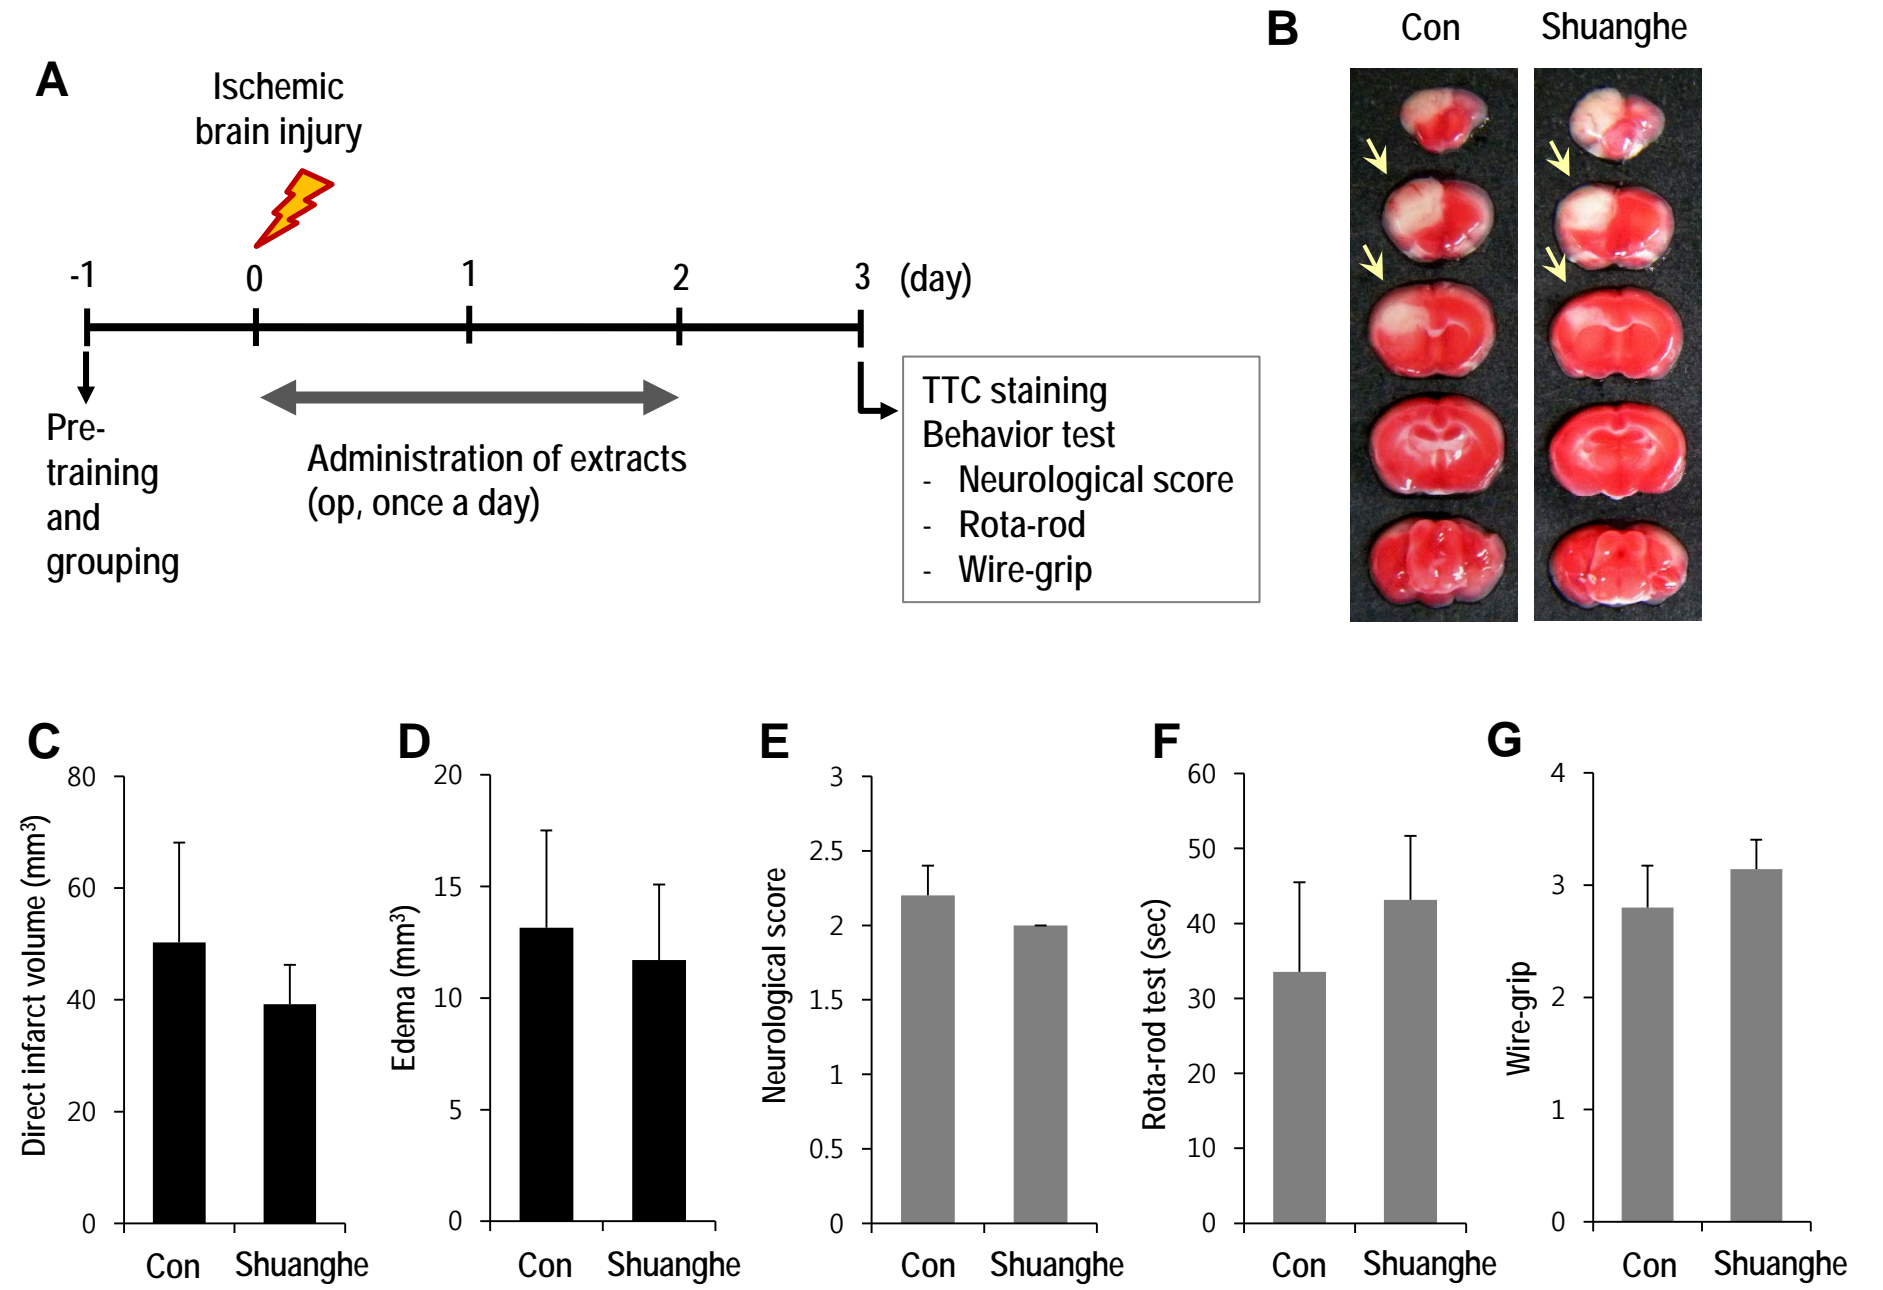 A
Ischemic
brain injury
-1
0
1
2
3
(day)
Pre-
training
and
grouping
Administration of extracts
(op, once a day)
TTC staining
Behavior test
- Neurological score
- Rota-rod
- Wire-grip
B
Con
Shuanghe
C
Direct infarct volume (mm³)
80
60
40
20
0
Con
Shuanghe
D
Edema (mm³)
20
15
10
5
0
Con
Shuanghe
E
Neurological score
3
2.5
2
1.5
1
0.5
0
Con
Shuanghe
F
Rota-rod test (sec)
60
50
40
30
20
10
0
Con
Shuanghe
G
Wire-grip
4
3
2
1
0
Con
Shuanghe